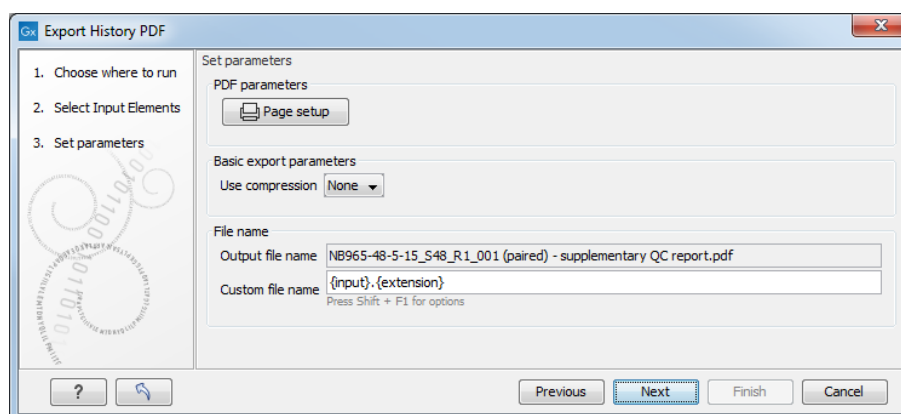 Gx Export History PDF
1. Choose where to run
2. Select Input Elements
3. Set parameters
Set parameters
PDF parameters
Page setup
Basic export parameters
Use compression None
File name
Output file name NB965-48-5-15_S48_R1_001 (paired) - supplementary QC report.pdf
Custom file name {input}.{extension}
Press Shift + F1 for options
? Previous Next Finish Cancel